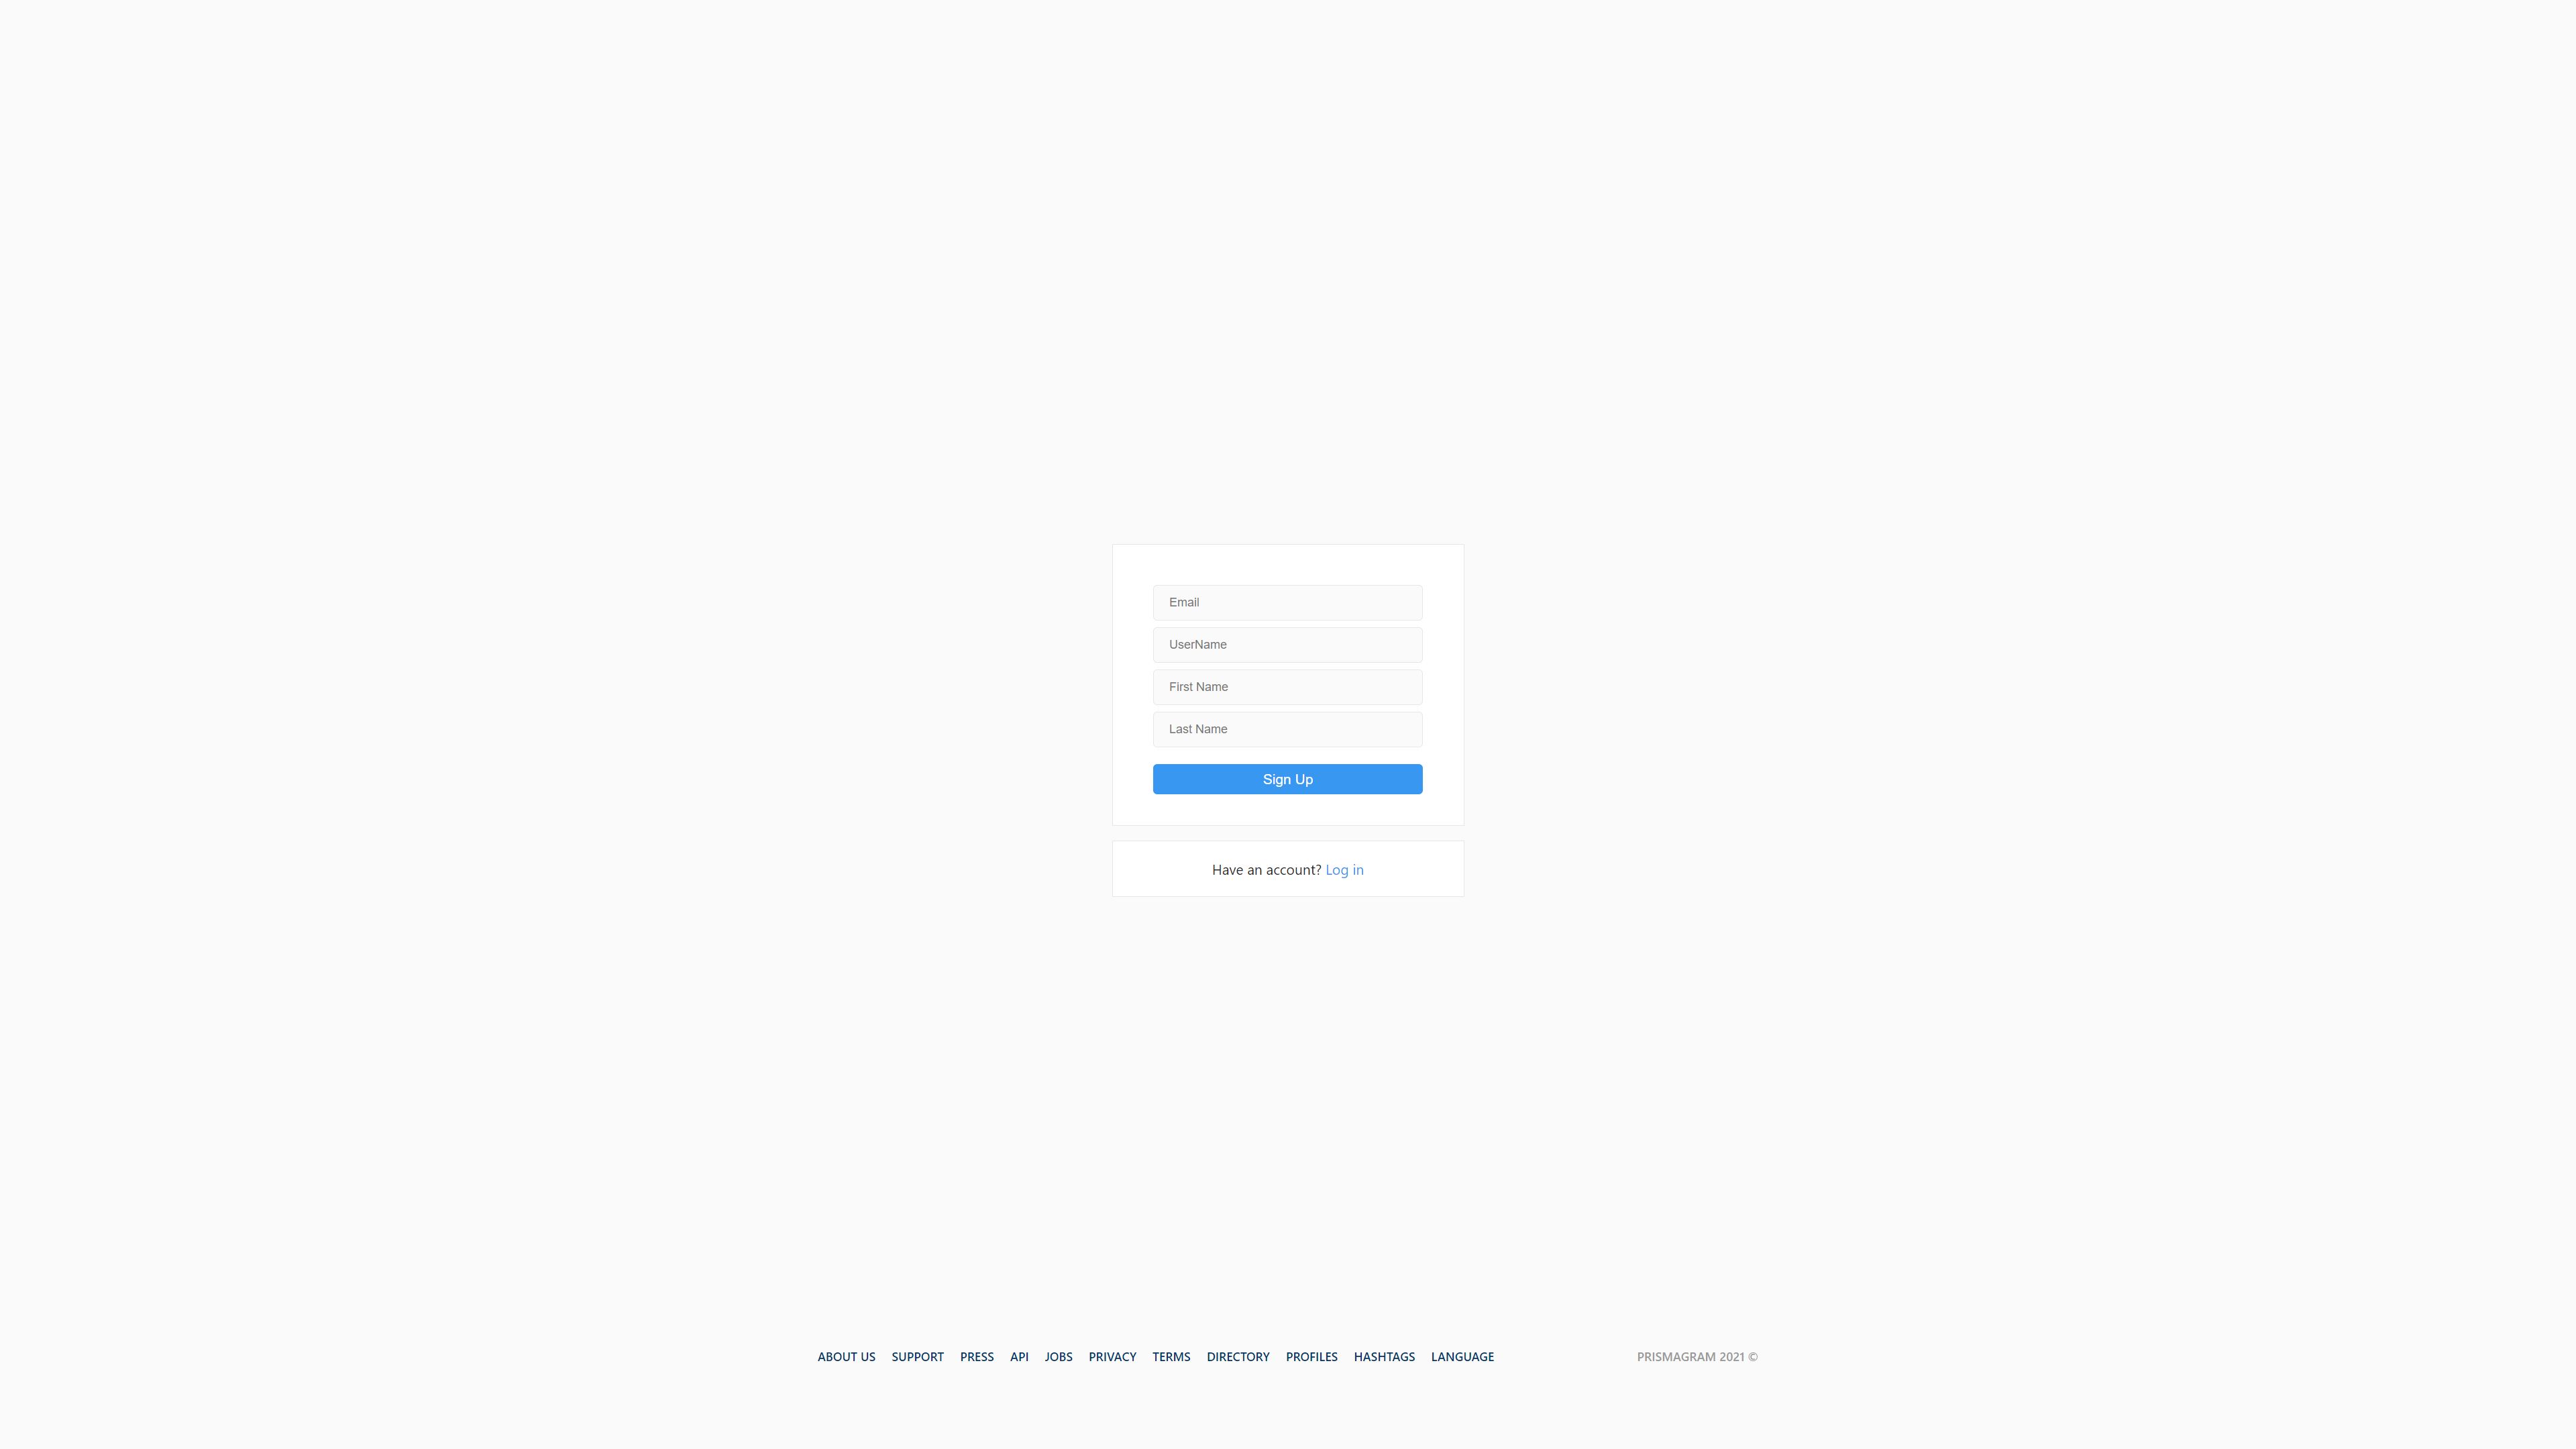 Email
UserName
First Name
Last Name
Sign Up
Have an account? Log in
ABOUT US SUPPORT PRESS API JOBS PRIVACY TERMS DIRECTORY PROFILES HASHTAGS LANGUAGE PRISMAGRAM 2021 ©